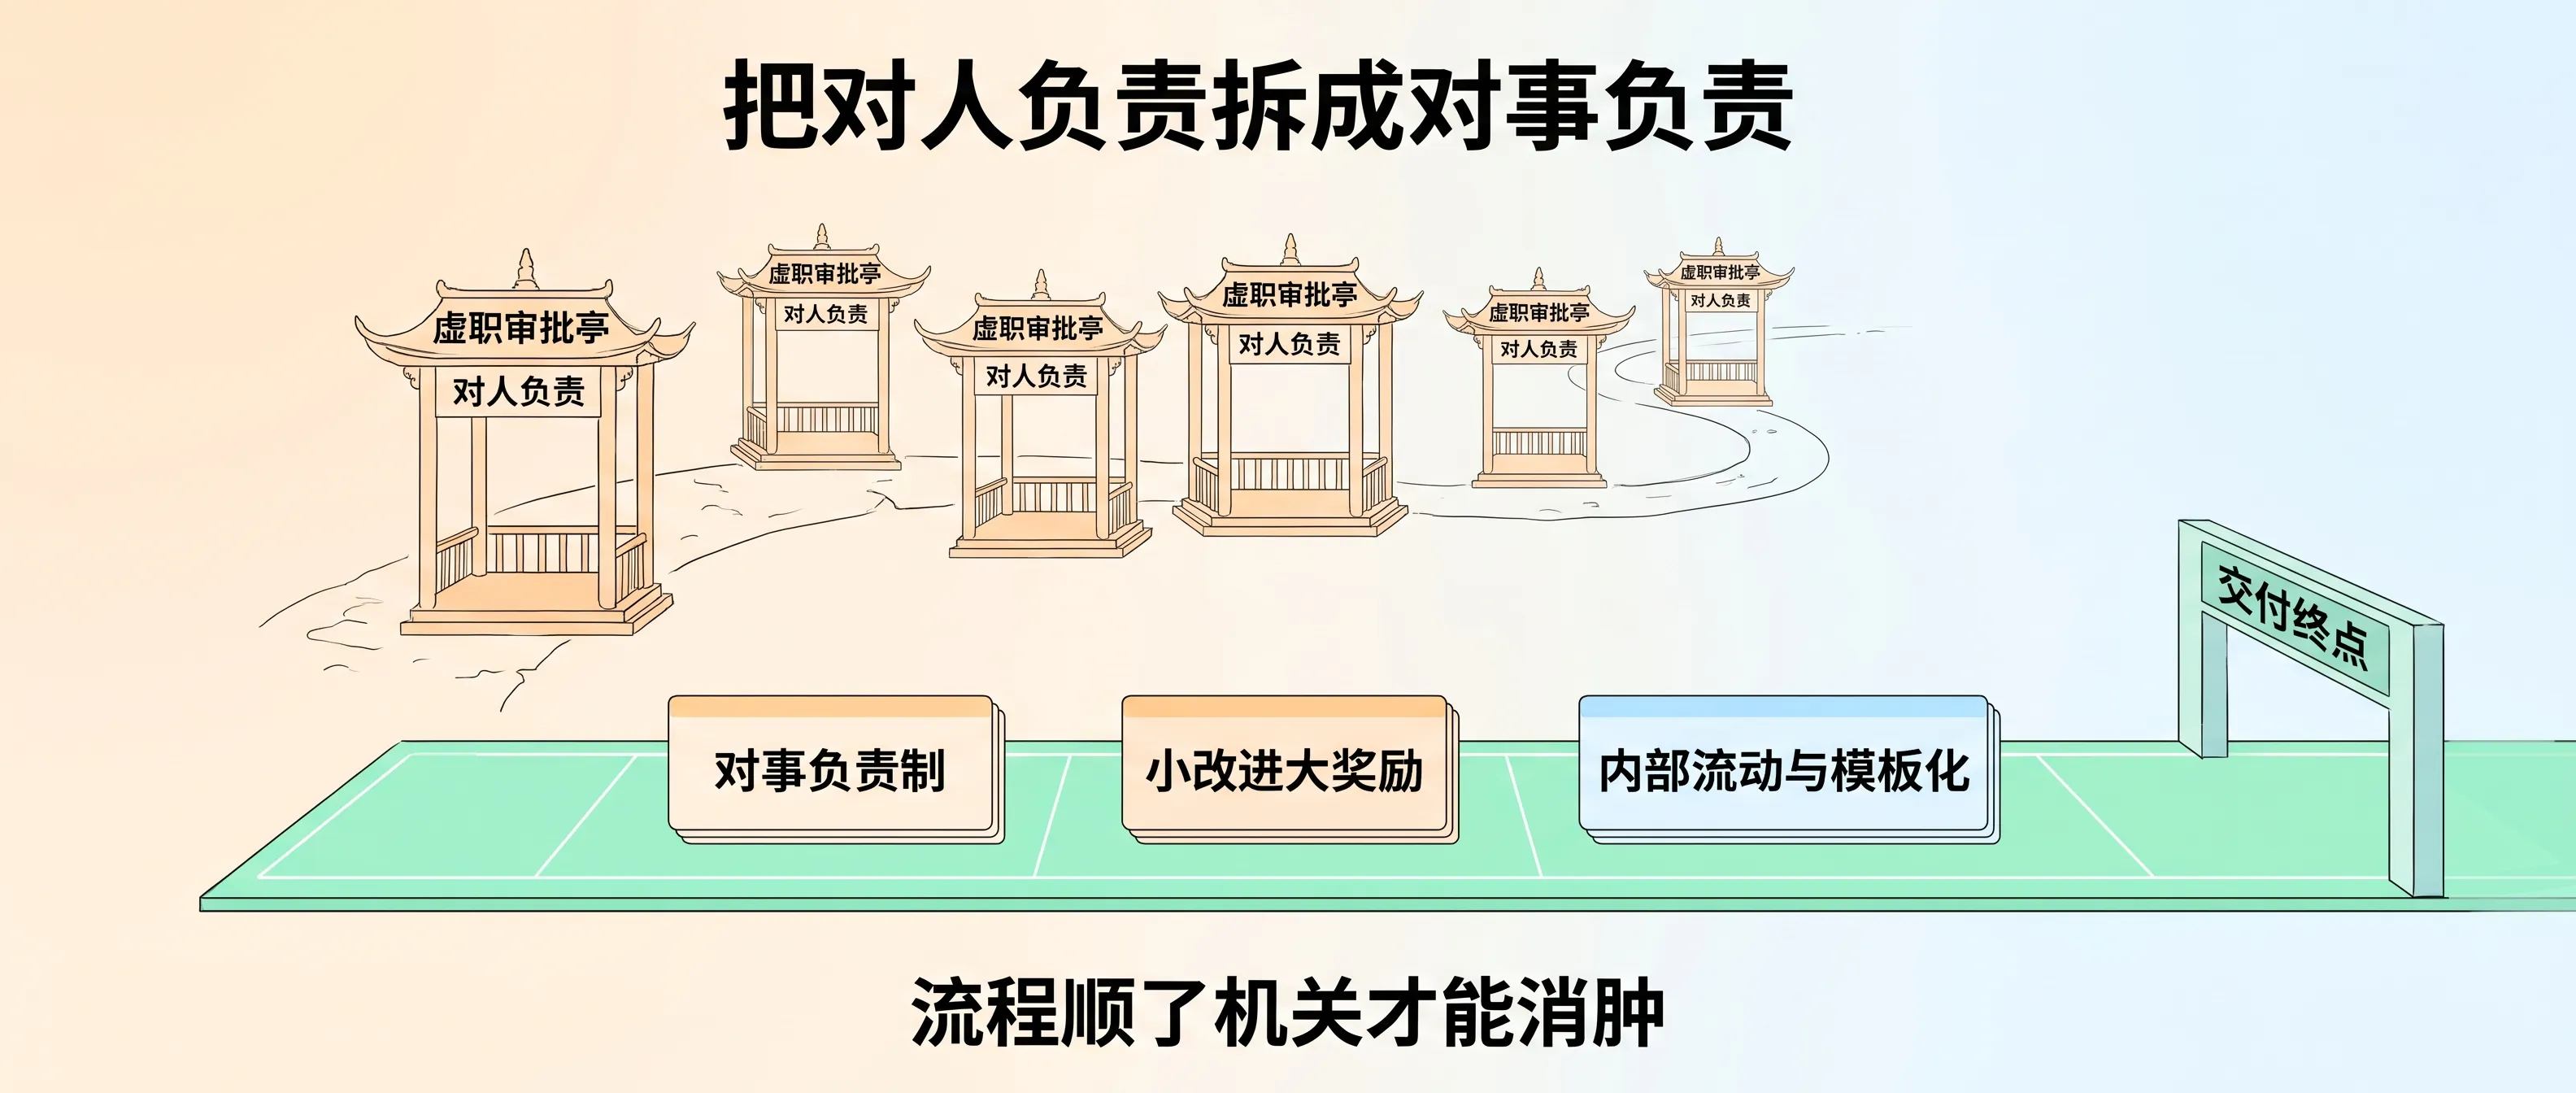 把对人负责拆成对事负责
虚职审批亭
对人负责
虚职审批亭
对人负责
虚职审批亭
对人负责
虚职审批亭
对人负责
虚职审批亭
对人负责
虚职审批亭
对人负责
交付终点
对事负责制
小改进大奖励
内部流动与模板化
流程顺了机关才能消肿